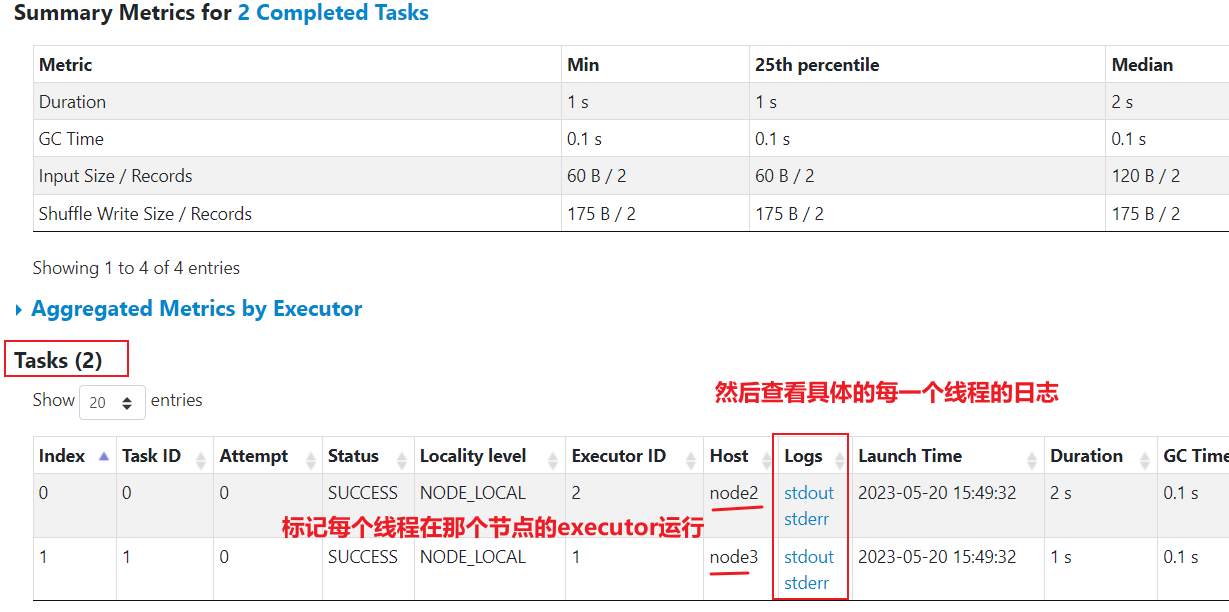 Summary Metrics for 2 Completed Tasks
Metric Min 25th percentile Median
Duration 1 s 1 s 2 s
GC Time 0.1 s 0.1 s 0.1 s
Input Size / Records 60 B / 2 60 B / 2 120 B / 2
Shuffle Write Size / Records 175 B / 2 175 B / 2 175 B / 2
Showing 1 to 4 of 4 entries
Aggregated Metrics by Executor
Tasks (2)
然后查看具体的每一个线程的日志
Show 20 entries
Index Task ID Attempt Status Locality level Executor ID Host Logs Launch Time Duration GC Time
0 0 0 SUCCESS NODE_LOCAL 2 node2 stdout 2023-05-20 15:49:32 2 s 0.1 s
stderr
标记每个线程在那个节点的executor运行
1 1 0 SUCCESS NODE_LOCAL 1 node3 stdout 2023-05-20 15:49:32 1 s 0.1 s
stderr